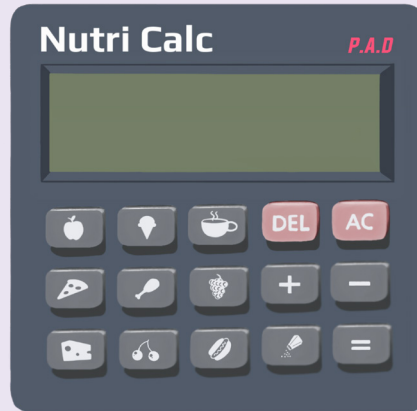 Nutri Calc
P.A.D
DEL
AC
+
−
=